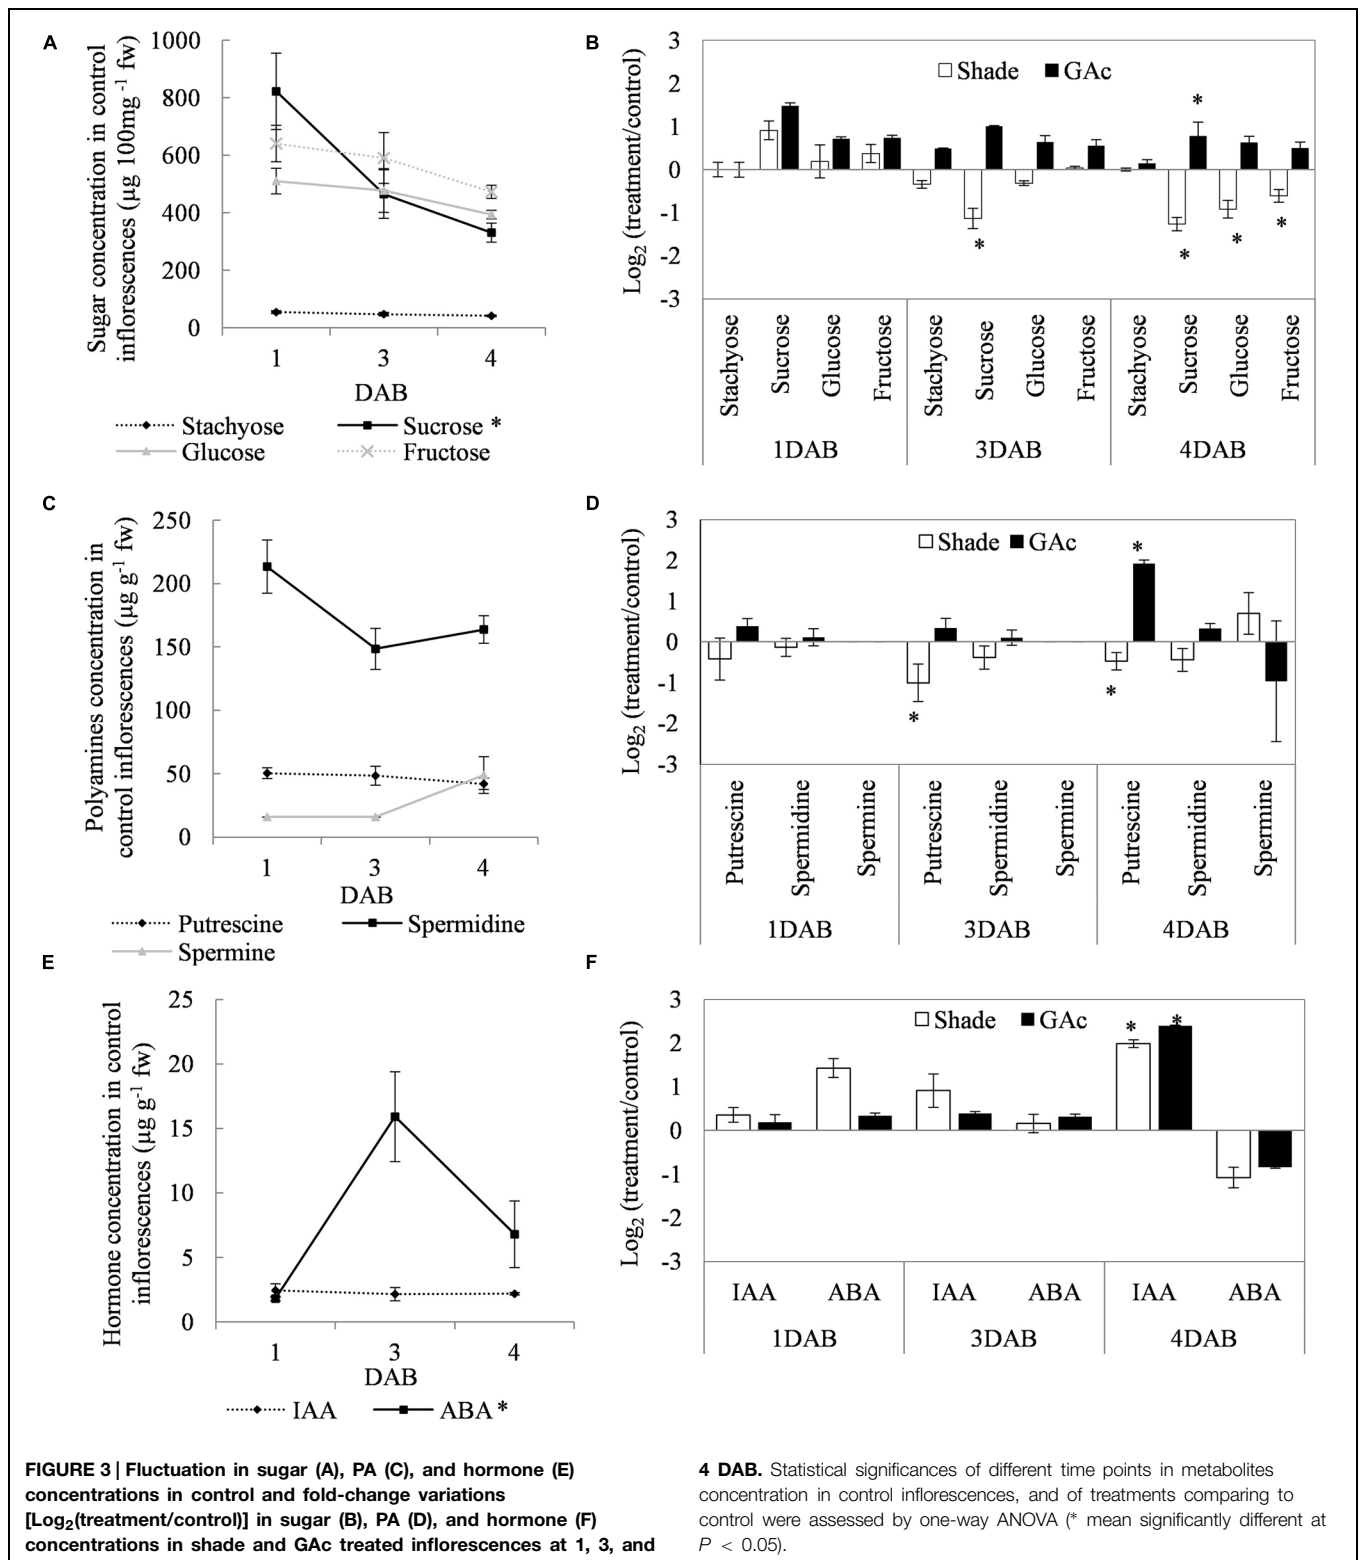 A
Sugar concentration in control
inflorescences (µg 100mg⁻¹ fw)
1000
800
600
400
200
0
1 3 4
DAB
Stachyose Sucrose *
Glucose Fructose
B
Log₂ (treatment/control)
3
2
1
0
-1
-2
-3
Shade GAc
*
*
*
*
*
Stachyose Sucrose Glucose Fructose Stachyose Sucrose Glucose Fructose Stachyose Sucrose Glucose Fructose
1DAB 3DAB 4DAB
C
Polyamines concentration in
control inflorescences (µg g⁻¹ fw)
250
200
150
100
50
0
1 3 4
DAB
Putrescine Spermidine
Spermine
D
Log₂ (treatment/control)
3
2
1
0
-1
-2
-3
Shade GAc
*
*
*
Putrescine Spermidine Spermine Putrescine Spermidine Spermine Putrescine Spermidine Spermine
1DAB 3DAB 4DAB
E
Hormone concentration in control
inflorescences (µg g⁻¹ fw)
25
20
15
10
5
0
1 3 4
DAB
IAA ABA *
F
Log₂ (treatment/control)
3
2
1
0
-1
-2
-3
Shade GAc
* *
IAA ABA IAA ABA IAA ABA
1DAB 3DAB 4DAB
FIGURE 3 | Fluctuation in sugar (A), PA (C), and hormone (E)
concentrations in control and fold-change variations
[Log₂(treatment/control)] in sugar (B), PA (D), and hormone (F)
concentrations in shade and GAc treated inflorescences at 1, 3, and
4 DAB. Statistical significances of different time points in metabolites
concentration in control inflorescences, and of treatments comparing to
control were assessed by one-way ANOVA (* mean significantly different at
P < 0.05).